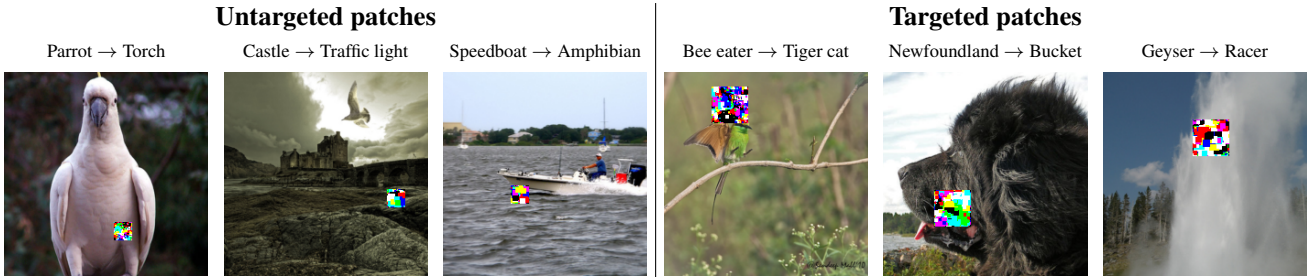 Untargeted patches
Targeted patches
Parrot → Torch
Castle → Traffic light
Speedboat → Amphibian
Bee eater → Tiger cat
Newfoundland → Bucket
Geyser → Racer